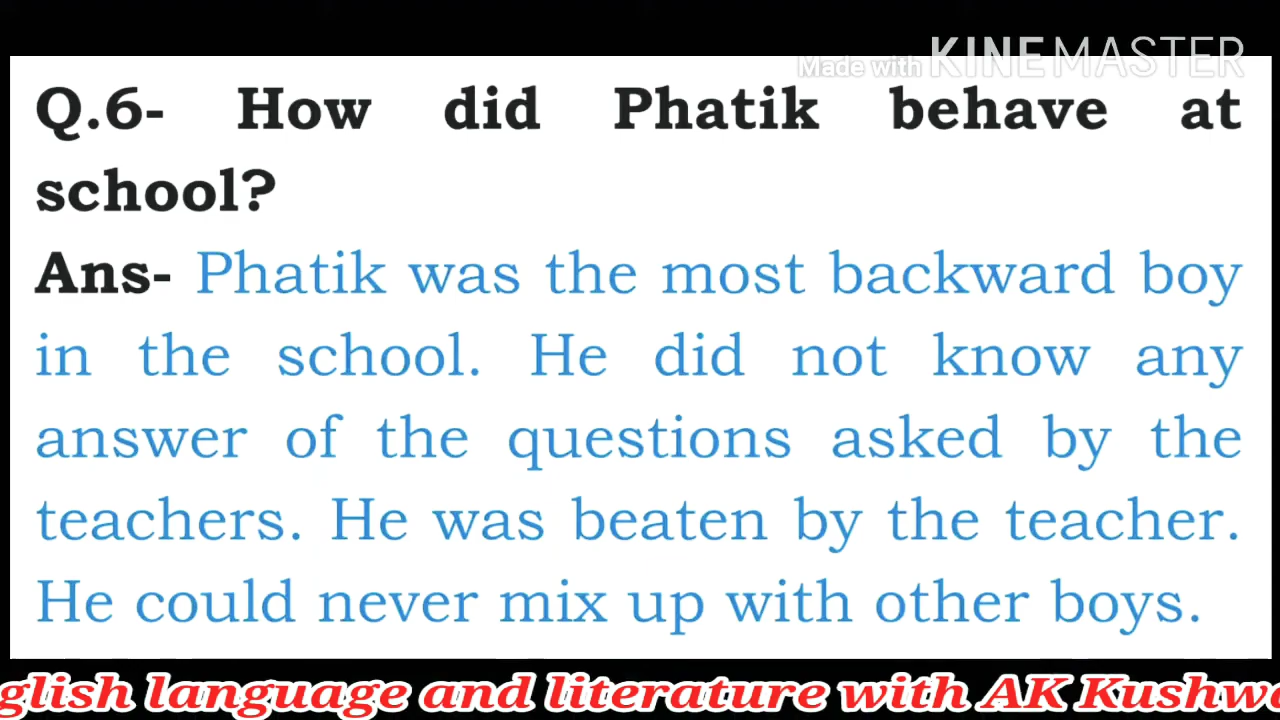 Made with KINEMASTER
Q.6- How did Phatik behave at
school?
Ans- Phatik was the most backward boy
in the school. He did not know any
answer of the questions asked by the
teachers. He was beaten by the teacher.
He could never mix up with other boys.
glish language and literature with AK Kushwa